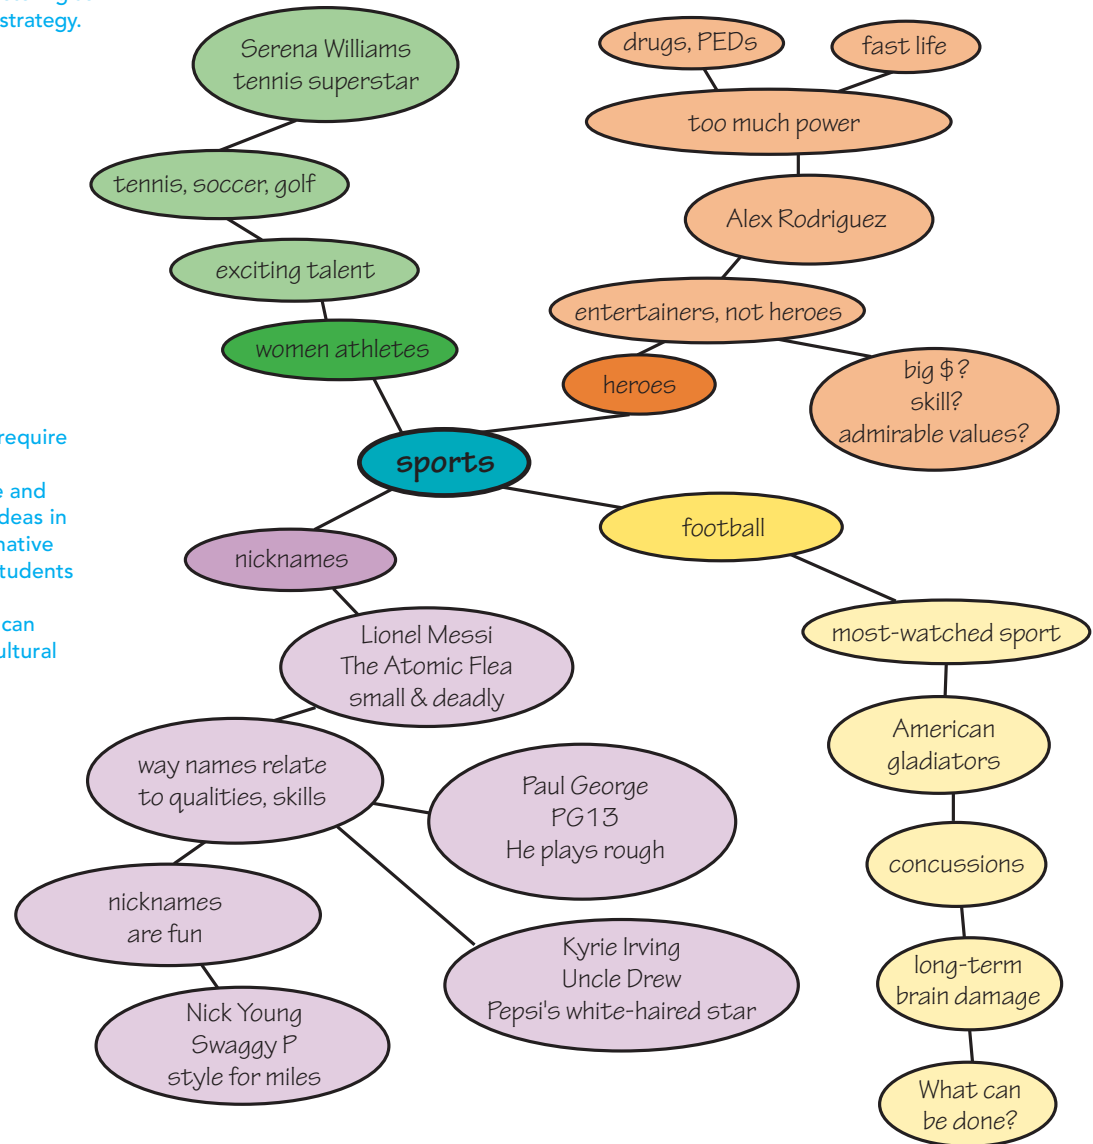 strategy.
Serena Williams
tennis superstar
tennis, soccer, golf
exciting talent
women athletes
drugs, PEDs
fast life
too much power
Alex Rodriguez
entertainers, not heroes
heroes
big $?
skill?
admirable values?
sports
require
e and
deas in
native
tudents
can
ultural
nicknames
Lionel Messi
The Atomic Flea
small & deadly
way names relate
to qualities, skills
Paul George
PG13
He plays rough
nicknames
are fun
Kyrie Irving
Uncle Drew
Pepsi's white-haired star
Nick Young
Swaggy P
style for miles
football
most-watched sport
American
gladiators
concussions
long-term
brain damage
What can
be done?